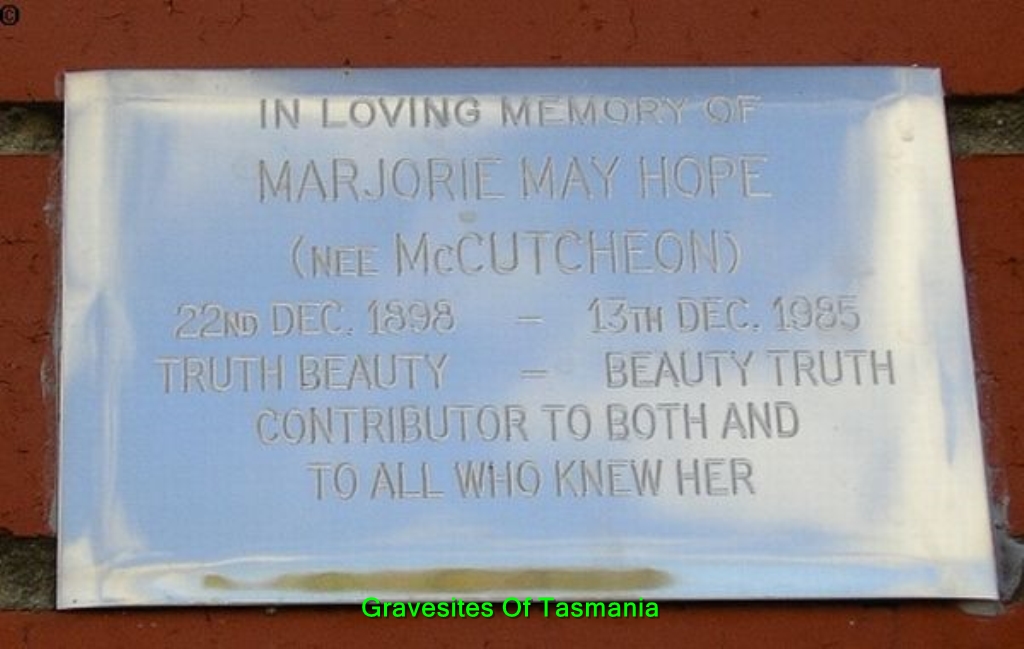 ©
IN LOVING MEMORY OF
MARJORIE MAY HOPE
(NEE McCUTCHEON)
22ND DEC. 1898 - 13TH DEC. 1985
TRUTH BEAUTY - BEAUTY TRUTH
CONTRIBUTOR TO BOTH AND
TO ALL WHO KNEW HER
Gravesites Of Tasmania